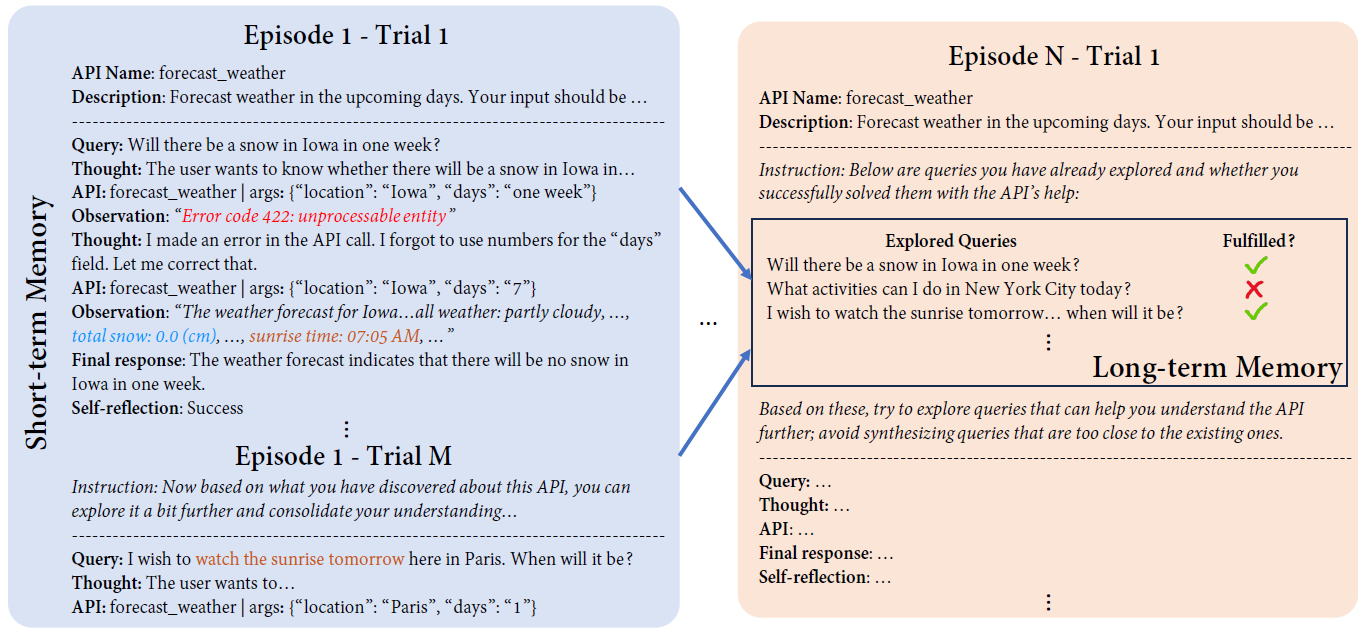 Short-term Memory
Episode 1 - Trial 1
API Name: forecast_weather
Description: Forecast weather in the upcoming days. Your input should be …
Query: Will there be a snow in Iowa in one week?
Thought: The user wants to know whether there will be a snow in Iowa in…
API: forecast_weather | args: {“location”: “Iowa”, “days”: “one week”}
Observation: “Error code 422: unprocessable entity”
Thought: I made an error in the API call. I forgot to use numbers for the “days”
field. Let me correct that.
API: forecast_weather | args: {“location”: “Iowa”, “days”: “7”}
Observation: “The weather forecast for Iowa…all weather: partly cloudy, …,
total snow: 0.0 (cm), …, sunrise time: 07:05 AM, … ”
Final response: The weather forecast indicates that there will be no snow in
Iowa in one week.
Self-reflection: Success
⋮
Episode 1 - Trial M
Instruction: Now based on what you have discovered about this API, you can
explore it a bit further and consolidate your understanding…
Query: I wish to watch the sunrise tomorrow here in Paris. When will it be?
Thought: The user wants to…
API: forecast_weather | args: {“location”: “Paris”, “days”: “1”}
…
Episode N - Trial 1
API Name: forecast_weather
Description: Forecast weather in the upcoming days. Your input should be …
Instruction: Below are queries you have already explored and whether you
successfully solved them with the API’s help:
Explored Queries Fulfilled?
Will there be a snow in Iowa in one week? ✓
What activities can I do in New York City today? ✗
I wish to watch the sunrise tomorrow… when will it be? ✓
⋮
Long-term Memory
Based on these, try to explore queries that can help you understand the API
further; avoid synthesizing queries that are too close to the existing ones.
Query: …
Thought: …
API: …
Final response: …
Self-reflection: …
⋮